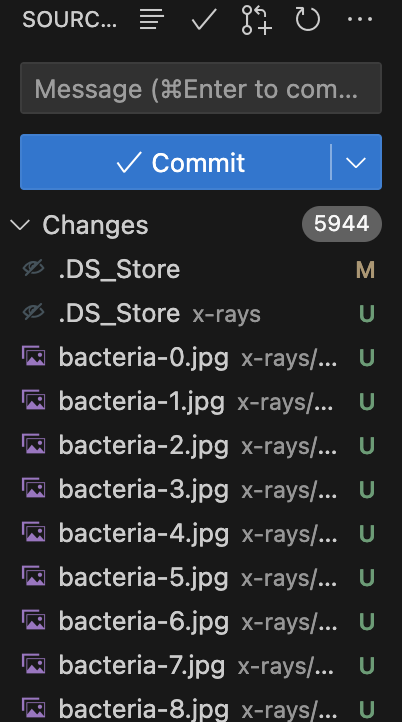 SOURC...
Message (⌘Enter to com...
Commit
Changes 5944
.DS_Store M
.DS_Store x-rays U
bacteria-0.jpg x-rays/... U
bacteria-1.jpg x-rays/... U
bacteria-2.jpg x-rays/... U
bacteria-3.jpg x-rays/... U
bacteria-4.jpg x-rays/... U
bacteria-5.jpg x-rays/... U
bacteria-6.jpg x-rays/... U
bacteria-7.jpg x-rays/... U
bacteria-8.jpg x-rays/... U